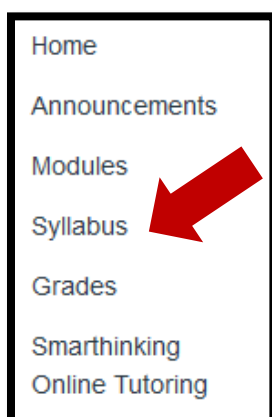 Home
Announcements
Modules
Syllabus
Grades
Smarthinking
Online Tutoring